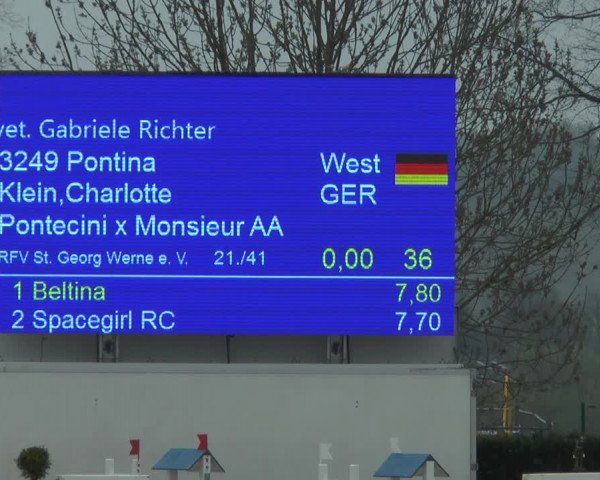 vet. Gabriele Richter
3249 Pontina West
Klein,Charlotte GER
Pontecini x Monsieur AA
RFV St. Georg Werne e. V. 21./41 0,00 36
1 Beltina 7,80
2 Spacegirl RC 7,70